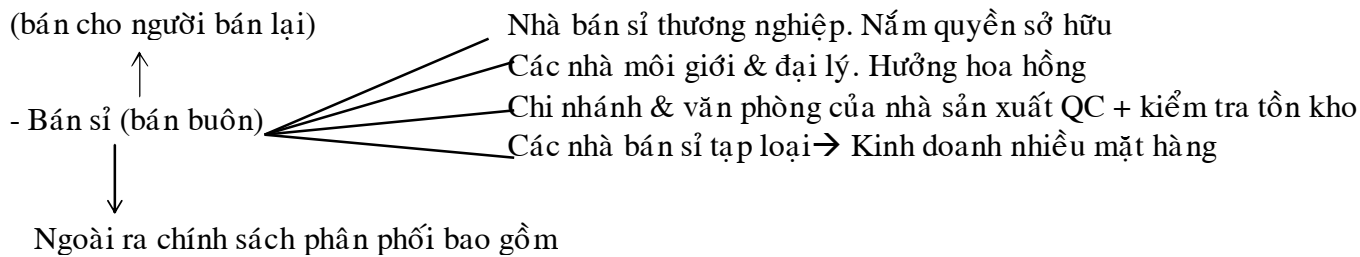 (bán cho người bán lại)
Nhà bán sỉ thương nghiệp. Nắm quyền sở hữu
Các nhà môi giới & đại lý. Hưởng hoa hồng
- Bán sỉ (bán buôn)
Chi nhánh & văn phòng của nhà sản xuất QC + kiểm tra tồn kho
Các nhà bán sỉ tạp loại→ Kinh doanh nhiều mặt hàng
Ngoài ra chính sách phân phối bao gồm